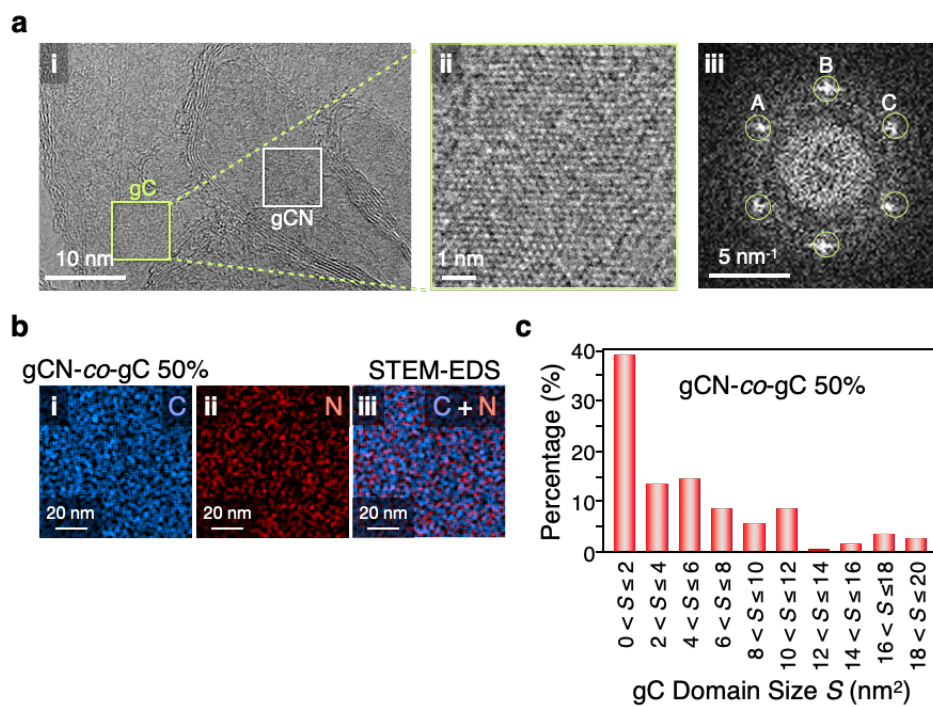 a
i
gC
gCN
10 nm
ii
1 nm
iii
A
B
C
5 nm⁻¹
b
gCN-co-gC 50%
STEM-EDS
i
C
20 nm
ii
N
20 nm
iii
C + N
20 nm
c
gCN-co-gC 50%
Percentage (%)
40
30
20
10
0
0 < S ≤ 2
2 < S ≤ 4
4 < S ≤ 6
6 < S ≤ 8
8 < S ≤ 10
10 < S ≤ 12
12 < S ≤ 14
14 < S ≤ 16
16 < S ≤18
18 < S ≤ 20
gC Domain Size S (nm²)